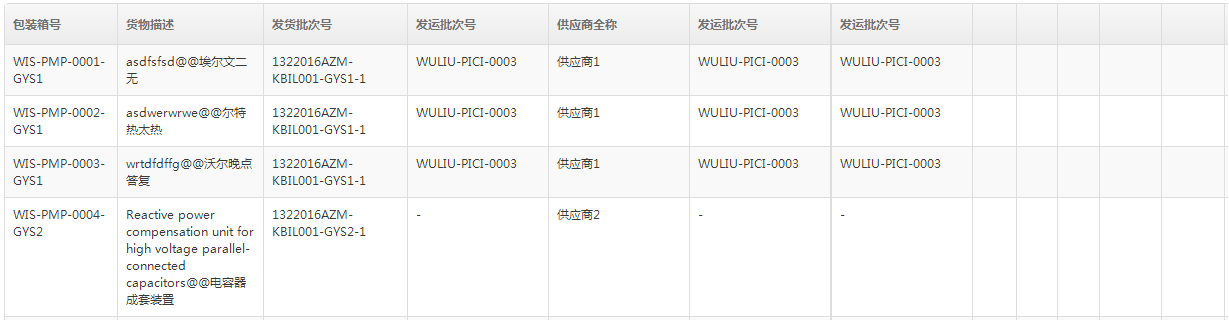 包装箱号 货物描述 发货批次号 发运批次号 供应商全称 发运批次号 发运批次号
WIS-PMP-0001- asdfsfsd@@埃尔文二 1322016AZM- WULIU-PICI-0003 供应商1 WULIU-PICI-0003 WULIU-PICI-0003
GYS1 无 KBIL001-GYS1-1
WIS-PMP-0002- asdwerwrwe@@尔特 1322016AZM- WULIU-PICI-0003 供应商1 WULIU-PICI-0003 WULIU-PICI-0003
GYS1 热太热 KBIL001-GYS1-1
WIS-PMP-0003- wrtdfdffg@@沃尔晚点 1322016AZM- WULIU-PICI-0003 供应商1 WULIU-PICI-0003 WULIU-PICI-0003
GYS1 答复 KBIL001-GYS1-1
WIS-PMP-0004- Reactive power 1322016AZM- - 供应商2 - -
GYS2 compensation unit for KBIL001-GYS2-1
high voltage parallel-
connected
capacitors@@电容器
成套装置